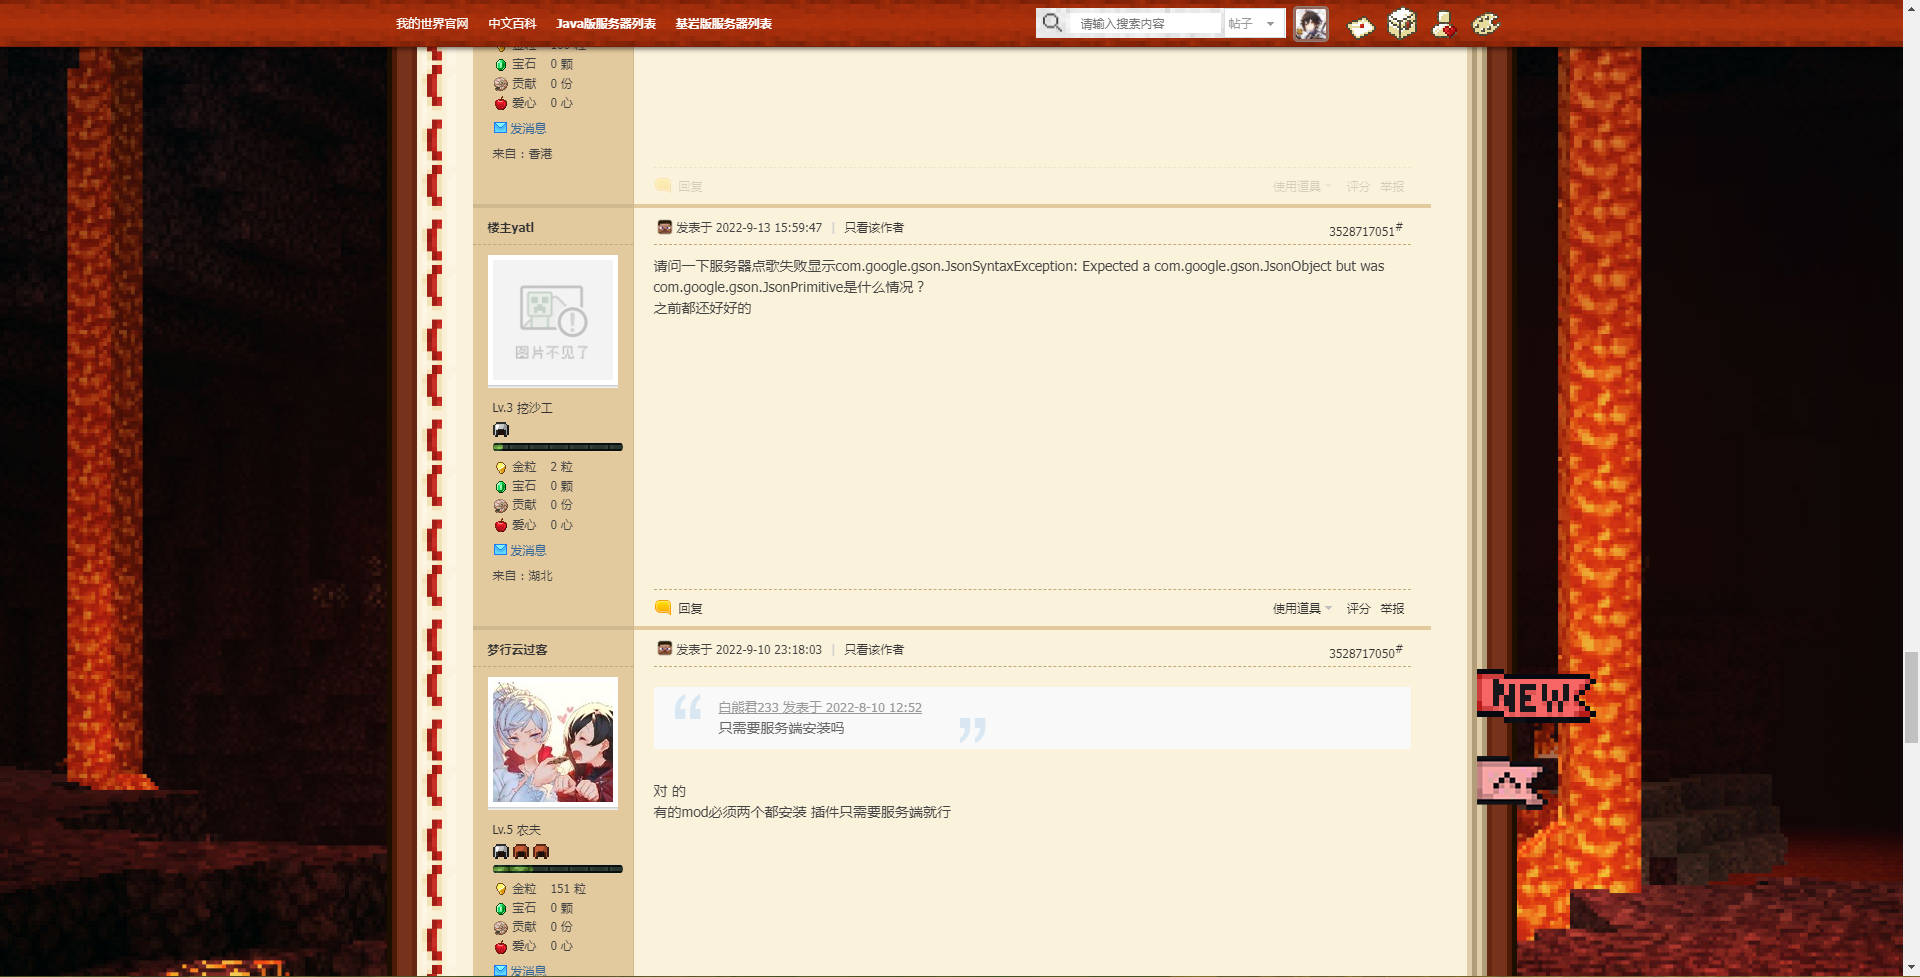 我的世界官网 中文百科 Java版服务器列表 基岩版服务器列表
请输入搜索内容 帖子
宝石 0 颗
贡献 0 份
爱心 0 心
发消息
来自：香港
回复 使用道具 评分 举报
楼主yatl
发表于 2022-9-13 15:59:47 | 只看该作者
3528717051#
请问一下服务器点歌失败显示com.google.gson.JsonSyntaxException: Expected a com.google.gson.JsonObject but was
com.google.gson.JsonPrimitive是什么情况？
之前都还好好的
图片不见了
Lv.3 挖沙工
金粒 2 粒
宝石 0 颗
贡献 0 份
爱心 0 心
发消息
来自：湖北
回复 使用道具 评分 举报
梦行云过客
发表于 2022-9-10 23:18:03 | 只看该作者
3528717050#
白熊君233 发表于 2022-8-10 12:52
只需要服务端安装吗
对 的
有的mod必须两个都安装 插件只需要服务端就行
Lv.5 农夫
金粒 151 粒
宝石 0 颗
贡献 0 份
爱心 0 心
发消息
NEW